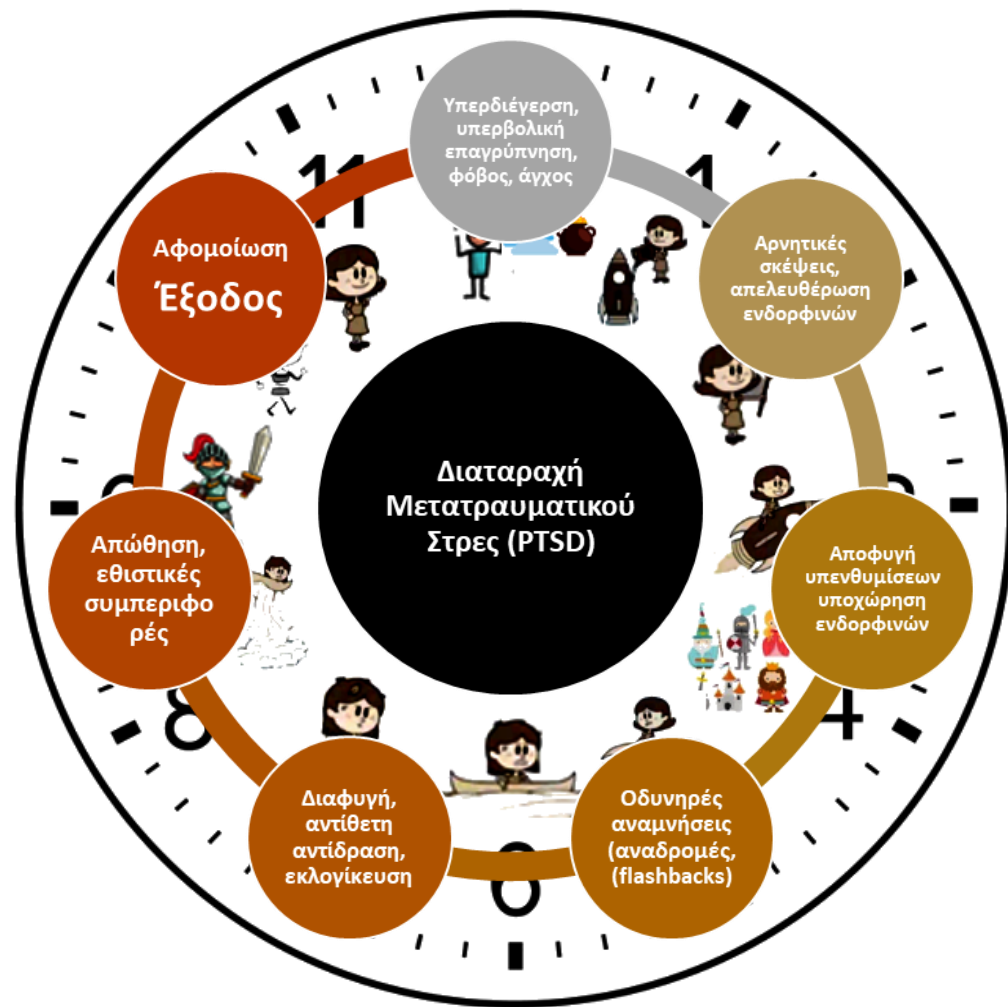 Υπερδιέγερση,
υπερβολική
επαγρύπνηση,
φόβος, άγχος
Αρνητικές
σκέψεις,
απελευθέρωση
ενδορφινών
Αποφυγή
υπενθυμίσεων
υποχώρηση
ενδορφινών
Οδυνηρές
αναμνήσεις
(αναδρομές,
(flashbacks)
Διαφυγή,
αντίθετη
αντίδραση,
εκλογίκευση
Απώθηση,
εθιστικές
συμπεριφο
ρές
Αφομοίωση
Έξοδος
Διαταραχή
Μετατραυματικού
Στρες (PTSD)
11
1
4
6
8